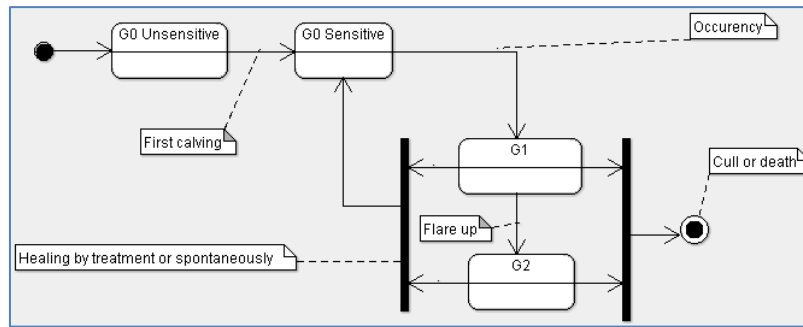 G0 Unsensitive
G0 Sensitive
Occurency
First calving
G1
Cull or death
Flare up
Healing by treatment or spontaneously
G2